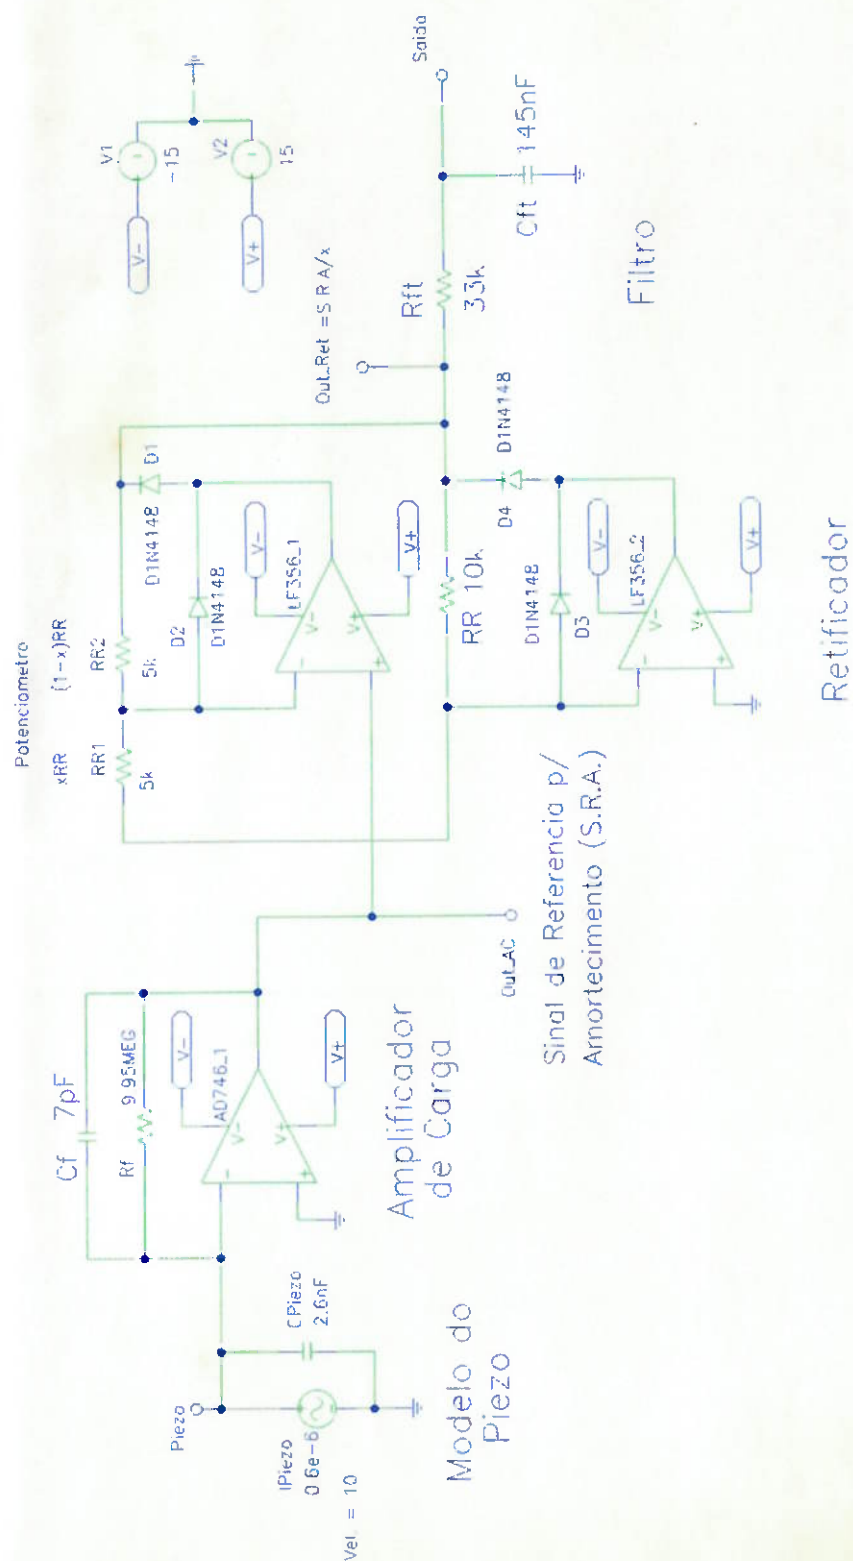 Potenciometro
xRR
(1-x)RR
RR1
5k
RR2
5k
D1
D1N4148
D2
D1N4148
V-
LF356_1
V-
V+
V+
V1
-15
V2
15
V-
V+
Cf 7pF
Rf
9.95MEG
V-
AD746_1
V-
V+
V+
Amplificador
de Carga
Piezo
IPiezo
0.6e-6
Vel. = 10
CPiezo
2.6nF
Modelo do
Piezo
Out_AC
Sinal de Referencia p/
Amortecimento (S.R.A.)
RR 10k
Out_Ret =S R A/x
Rft
33k
Saida
Cft 145nF
Filtro
D4
D1N4148
D1N4148
D3
V-
LF356_2
V-
V+
V+
Retificador